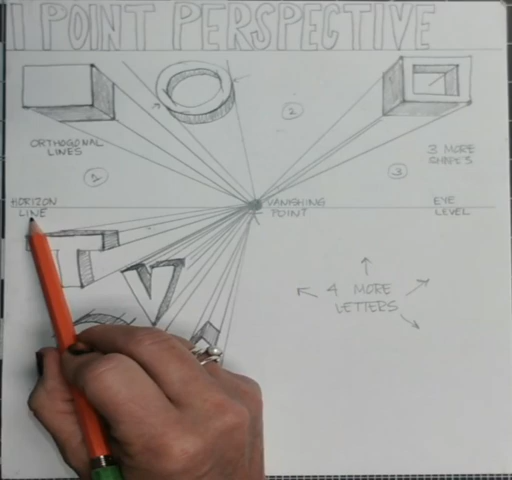 1 POINT PERSPECTIVE
ORTHOGONAL
LINES
2
3 MORE
SHAPES
1
3
HORIZON
LINE
VANISHING
POINT
EYE
LEVEL
4 MORE
LETTERS